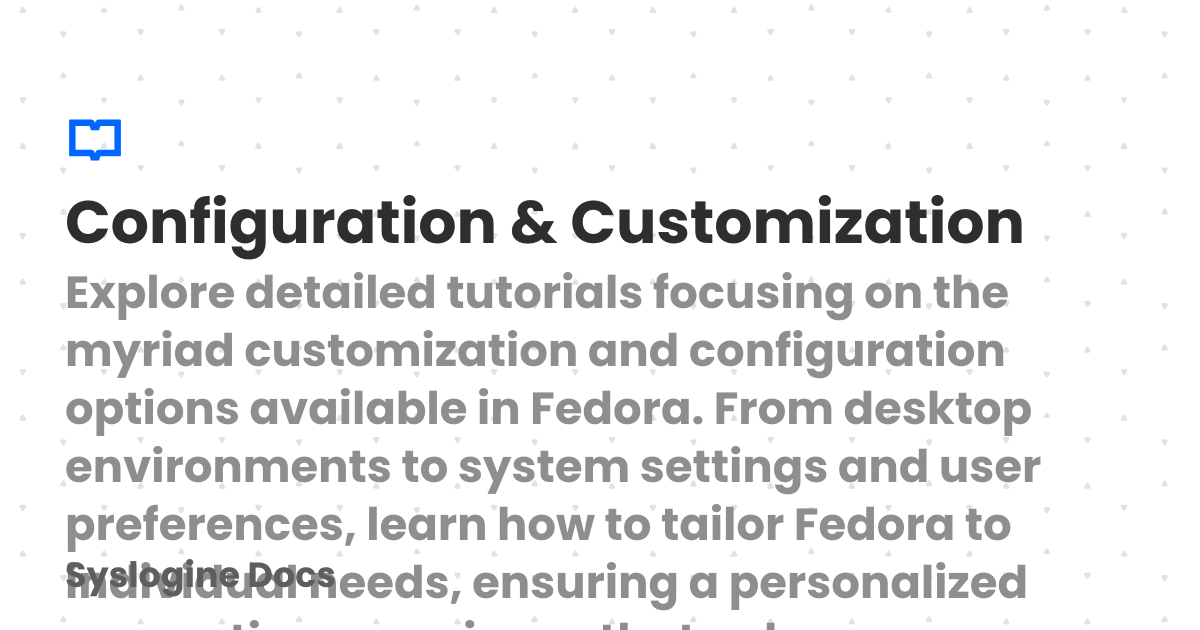 Configuration & Customization
Explore detailed tutorials focusing on the
myriad customization and configuration
options available in Fedora. From desktop
environments to system settings and user
preferences, learn how to tailor Fedora to
individual needs, ensuring a personalized
Syslogine Docs